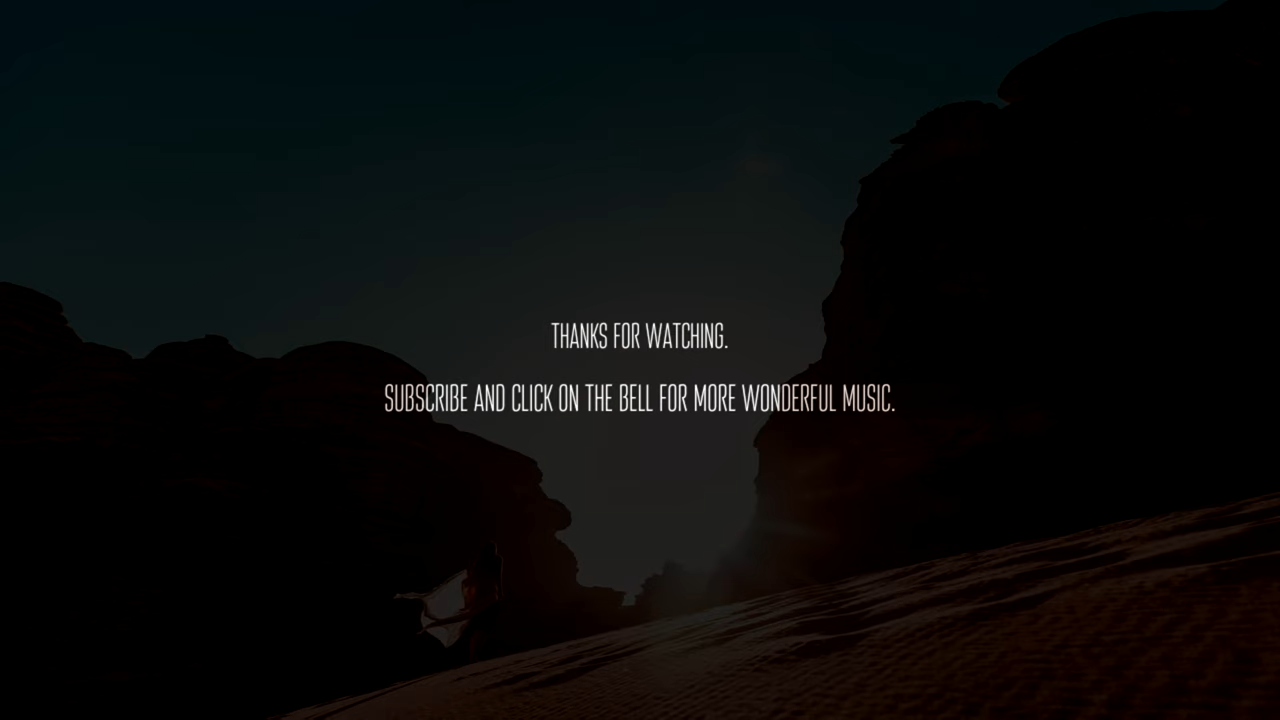 THANKS FOR WATCHING.
SUBSCRIBE AND CLICK ON THE BELL FOR MORE WONDERFUL MUSIC.